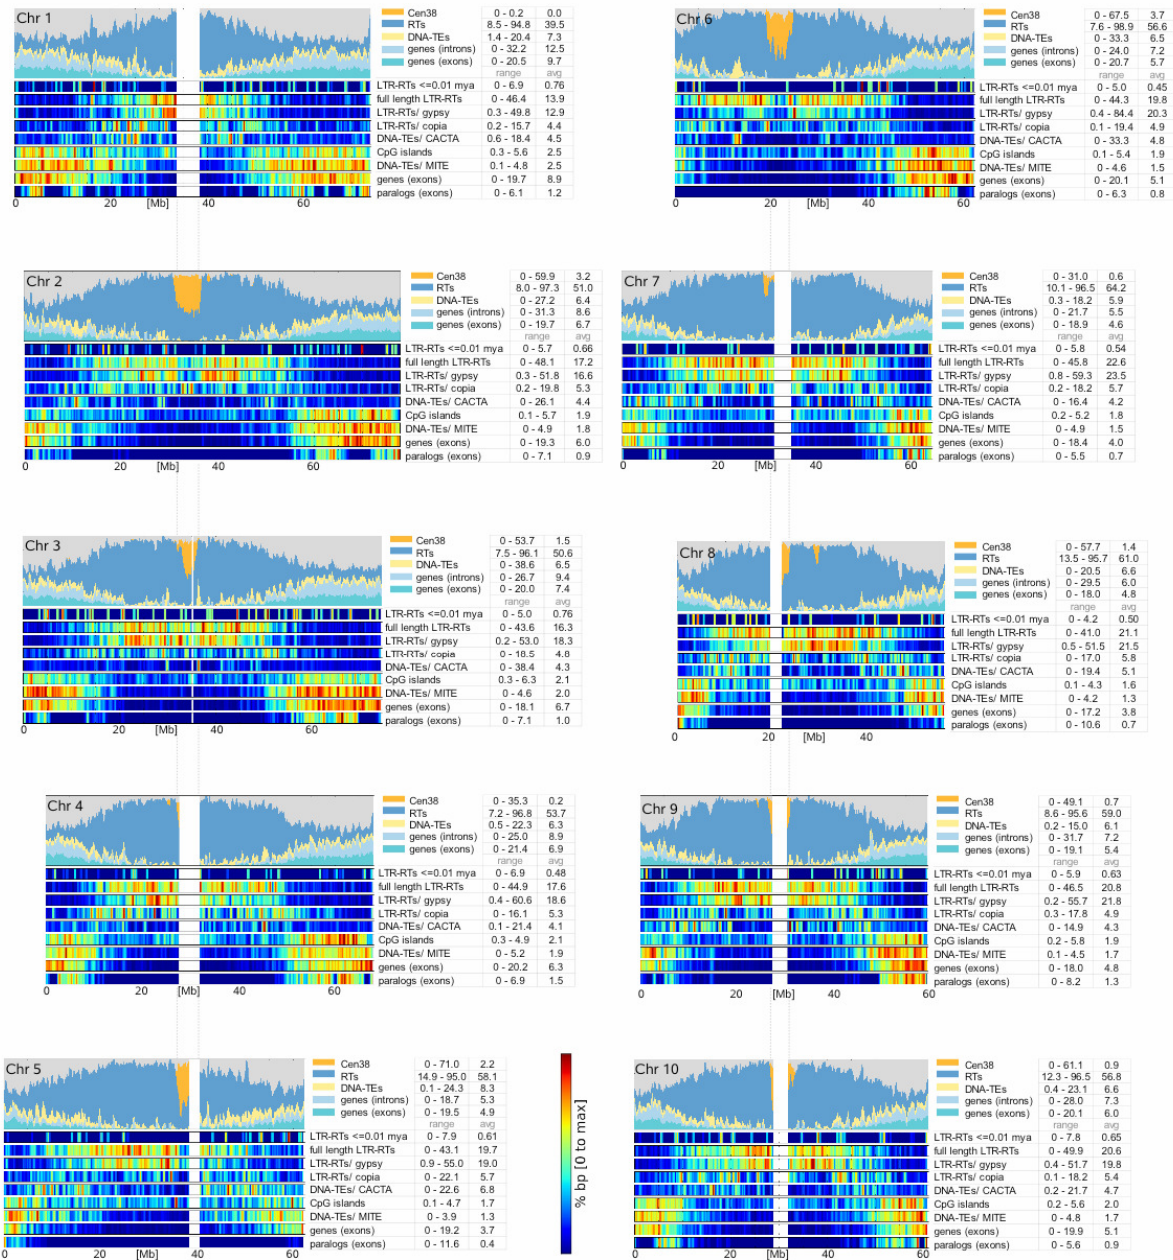 Chr 1
Cen38 0 - 0.2 0.0
RTs 8.5 - 94.8 39.5
DNA-TEs 1.4 - 20.4 7.3
genes (introns) 0 - 32.2 12.5
genes (exons) 0 - 20.5 9.7
range avg
LTR-RTs <=0.01 mya 0 - 6.9 0.76
full length LTR-RTs 0 - 46.4 13.9
LTR-RTs/ gypsy 0.3 - 49.8 12.9
LTR-RTs/ copia 0.2 - 15.7 4.4
DNA-TEs/ CACTA 0.6 - 18.4 4.5
CpG islands 0.3 - 5.6 2.5
DNA-TEs/ MITE 0.1 - 4.8 2.5
genes (exons) 0 - 19.7 8.9
paralogs (exons) 0 - 6.1 1.2
0 20 [Mb] 40 60
Chr 6
Cen38 0 - 67.5 3.7
RTs 7.6 - 98.9 56.6
DNA-TEs 0 - 33.3 6.5
genes (introns) 0 - 24.0 7.2
genes (exons) 0 - 20.7 5.7
range avg
LTR-RTs <=0.01 mya 0 - 5.0 0.45
full length LTR-RTs 0 - 44.3 19.8
LTR-RTs/ gypsy 0.4 - 84.4 20.3
LTR-RTs/ copia 0.1 - 19.4 4.9
DNA-TEs/ CACTA 0 - 33.3 4.8
CpG islands 0.1 - 5.4 1.9
DNA-TEs/ MITE 0 - 4.6 1.5
genes (exons) 0 - 20.1 5.1
paralogs (exons) 0 - 6.3 0.8
0 20 [Mb] 40 60
Chr 2
Cen38 0 - 59.9 3.2
RTs 8.0 - 97.3 51.0
DNA-TEs 0 - 27.2 6.4
genes (introns) 0 - 31.3 8.6
genes (exons) 0 - 19.7 6.7
range avg
LTR-RTs <=0.01 mya 0 - 5.7 0.66
full length LTR-RTs 0 - 48.1 17.2
LTR-RTs/ gypsy 0.3 - 51.8 16.6
LTR-RTs/ copia 0.2 - 19.8 5.3
DNA-TEs/ CACTA 0 - 26.1 4.4
CpG islands 0.1 - 5.7 1.9
DNA-TEs/ MITE 0 - 4.9 1.8
genes (exons) 0 - 19.3 6.0
paralogs (exons) 0 - 7.1 0.9
0 20 [Mb] 40 60
Chr 7
Cen38 0 - 31.0 0.6
RTs 10.1 - 96.5 64.2
DNA-TEs 0.3 - 18.2 5.9
genes (introns) 0 - 21.7 5.5
genes (exons) 0 - 18.9 4.6
range avg
LTR-RTs <=0.01 mya 0 - 5.8 0.54
full length LTR-RTs 0 - 45.8 22.6
LTR-RTs/ gypsy 0.8 - 59.3 23.5
LTR-RTs/ copia 0.2 - 18.2 5.7
DNA-TEs/ CACTA 0 - 16.4 4.2
CpG islands 0.2 - 5.2 1.8
DNA-TEs/ MITE 0 - 4.9 1.5
genes (exons) 0 - 18.4 4.0
paralogs (exons) 0 - 5.5 0.7
0 20 [Mb] 40 60
Chr 3
Cen38 0 - 53.7 1.5
RTs 7.5 - 96.1 50.6
DNA-TEs 0 - 38.6 6.5
genes (introns) 0 - 26.7 9.4
genes (exons) 0 - 20.0 7.4
range avg
LTR-RTs <=0.01 mya 0 - 5.0 0.76
full length LTR-RTs 0 - 43.6 16.3
LTR-RTs/ gypsy 0.2 - 53.0 18.3
LTR-RTs/ copia 0 - 18.5 4.8
DNA-TEs/ CACTA 0 - 38.4 4.3
CpG islands 0.3 - 6.3 2.1
DNA-TEs/ MITE 0 - 4.6 2.0
genes (exons) 0 - 18.1 6.7
paralogs (exons) 0 - 7.1 1.0
0 20 [Mb] 40 60
Chr 8
Cen38 0 - 57.7 1.4
RTs 13.5 - 95.7 61.0
DNA-TEs 0 - 20.5 6.6
genes (introns) 0 - 29.5 6.0
genes (exons) 0 - 18.0 4.8
range avg
LTR-RTs <=0.01 mya 0 - 4.2 0.50
full length LTR-RTs 0 - 41.0 21.1
LTR-RTs/ gypsy 0.5 - 51.5 21.5
LTR-RTs/ copia 0 - 17.0 5.8
DNA-TEs/ CACTA 0 - 19.4 5.1
CpG islands 0.1 - 4.3 1.6
DNA-TEs/ MITE 0 - 4.2 1.3
genes (exons) 0 - 17.2 3.8
paralogs (exons) 0 - 10.6 0.7
0 20 [Mb] 40
Chr 4
Cen38 0 - 35.3 0.2
RTs 7.2 - 96.8 53.7
DNA-TEs 0.5 - 22.3 6.3
genes (introns) 0 - 25.0 8.9
genes (exons) 0 - 21.4 6.9
range avg
LTR-RTs <=0.01 mya 0 - 6.9 0.48
full length LTR-RTs 0 - 44.9 17.6
LTR-RTs/ gypsy 0.4 - 60.6 18.6
LTR-RTs/ copia 0 - 16.1 5.3
DNA-TEs/ CACTA 0.1 - 21.4 4.1
CpG islands 0.3 - 4.9 2.1
DNA-TEs/ MITE 0 - 5.2 1.9
genes (exons) 0 - 20.2 6.3
paralogs (exons) 0 - 6.9 1.5
0 20 [Mb] 40 60
Chr 9
Cen38 0 - 49.1 0.7
RTs 8.6 - 95.6 59.0
DNA-TEs 0.2 - 15.0 6.1
genes (introns) 0 - 31.7 7.2
genes (exons) 0 - 19.1 5.4
range avg
LTR-RTs <=0.01 mya 0 - 5.9 0.63
full length LTR-RTs 0 - 46.5 20.8
LTR-RTs/ gypsy 0.2 - 55.7 21.8
LTR-RTs/ copia 0.3 - 17.8 4.9
DNA-TEs/ CACTA 0 - 14.9 4.3
CpG islands 0.2 - 5.8 1.9
DNA-TEs/ MITE 0.1 - 4.5 1.7
genes (exons) 0 - 18.0 4.8
paralogs (exons) 0 - 8.2 1.3
0 20 [Mb] 40 60
Chr 5
Cen38 0 - 71.0 2.2
RTs 14.9 - 95.0 58.1
DNA-TEs 0.1 - 24.3 8.3
genes (introns) 0 - 18.7 5.3
genes (exons) 0 - 19.5 4.9
range avg
LTR-RTs <=0.01 mya 0 - 7.9 0.61
full length LTR-RTs 0 - 43.1 19.7
LTR-RTs/ gypsy 0.9 - 55.0 19.0
LTR-RTs/ copia 0 - 22.1 5.7
DNA-TEs/ CACTA 0 - 22.6 6.8
CpG islands 0.1 - 4.7 1.7
DNA-TEs/ MITE 0 - 3.9 1.3
genes (exons) 0 - 19.2 3.7
paralogs (exons) 0 - 11.6 0.4
0 20 [Mb] 40 60
% bp [0 to max]
Chr 10
Cen38 0 - 61.1 0.9
RTs 12.3 - 96.5 56.8
DNA-TEs 0.4 - 23.1 6.6
genes (introns) 0 - 28.0 7.3
genes (exons) 0 - 20.1 6.0
range avg
LTR-RTs <=0.01 mya 0 - 7.8 0.65
full length LTR-RTs 0 - 49.9 20.6
LTR-RTs/ gypsy 0.4 - 51.7 19.8
LTR-RTs/ copia 0.1 - 18.2 5.4
DNA-TEs/ CACTA 0.2 - 21.7 4.7
CpG islands 0.2 - 5.6 2.0
DNA-TEs/ MITE 0 - 4.8 1.7
genes (exons) 0 - 19.9 5.1
paralogs (exons) 0 - 5.6 0.9
0 20 [Mb] 40 60